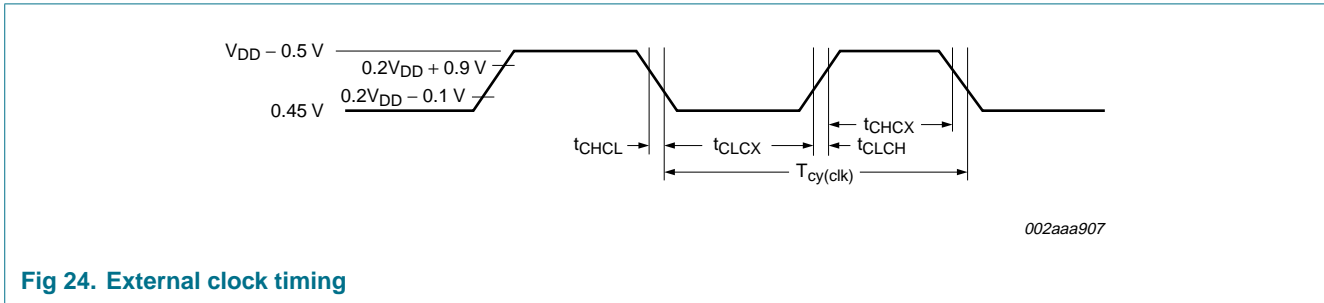 V_DD − 0.5 V
0.2V_DD + 0.9 V
0.2V_DD − 0.1 V
0.45 V
t_CHCX
t_CHCL
t_CLCX
t_CLCH
T_cy(clk)
002aaa907
Fig 24. External clock timing